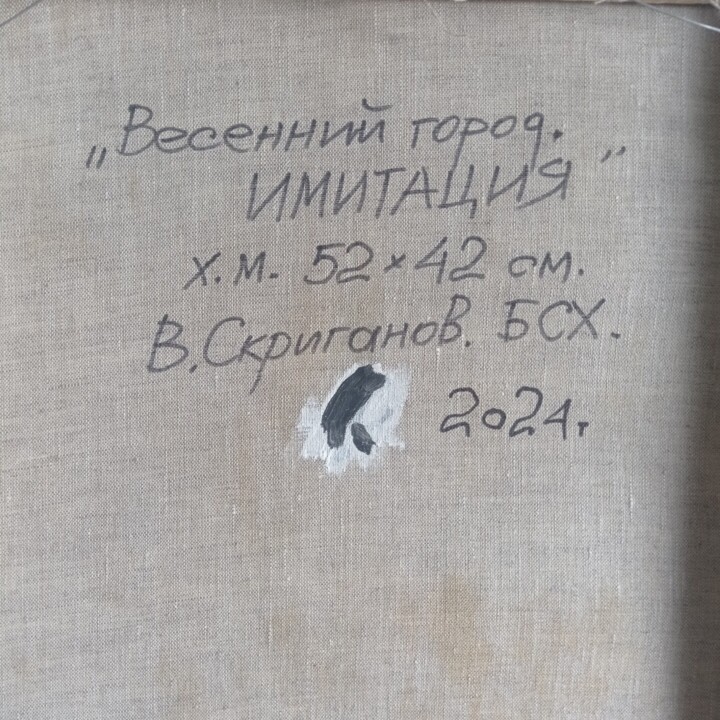 „Весенний город.
ИМИТАЦИЯ”
х.м. 52×42 см.
В.Скриганов. БСХ.
2024г